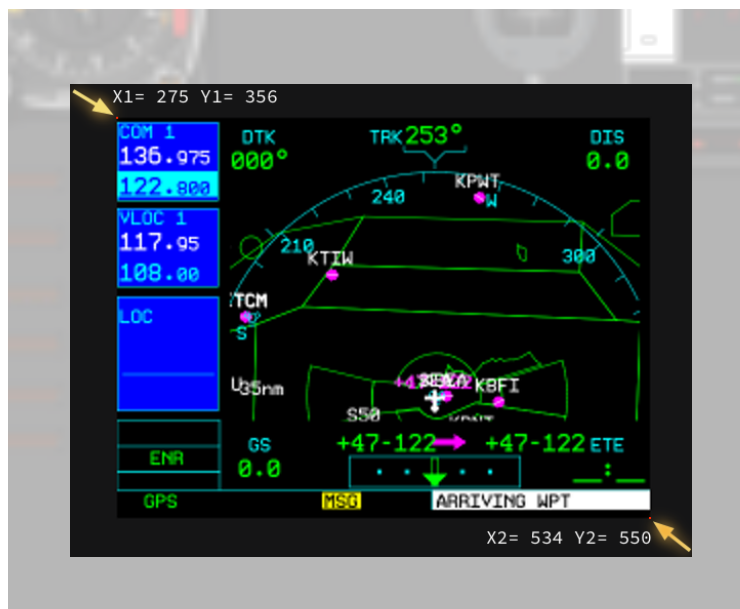 X1= 275 Y1= 356
COM 1
136.975
122.800
VLOC 1
117.95
108.00
LOC
ENR
GPS
DTK
000°
TRK 253°
DIS
0.0
KPWT
W
240
210
300
KTIW
TCM
S
35nm
KBFI
S50
GS
0.0
+47-122
+47-122
ETE
__:__
MSG
ARRIVING WPT
X2= 534 Y2= 550